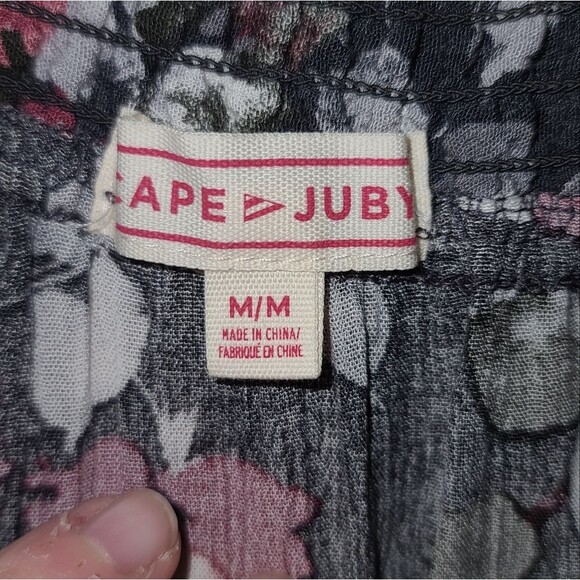 CAPE JUBY
M/M
MADE IN CHINA/
FABRIQUÉ EN CHINE